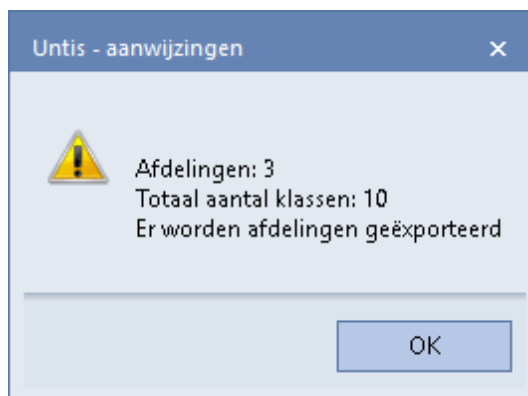 Untis - aanwijzingen
Afdelingen: 3
Totaal aantal klassen: 10
Er worden afdelingen geëxporteerd
OK